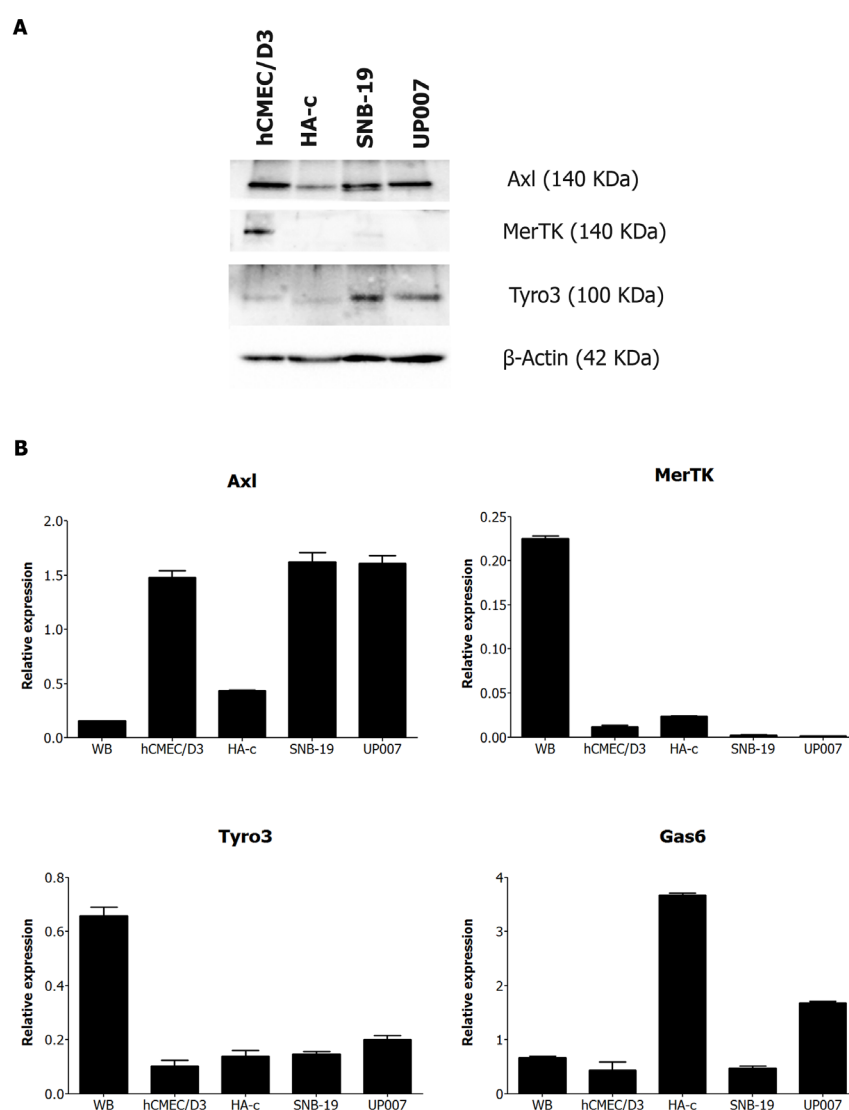 A
hCMEC/D3
HA-c
SNB-19
UP007
Axl (140 KDa)
MerTK (140 KDa)
Tyro3 (100 KDa)
β-Actin (42 KDa)
B
Axl
Relative expression
2.0
1.5
1.0
0.5
0.0
WB hCMEC/D3 HA-c SNB-19 UP007
MerTK
Relative expression
0.25
0.20
0.15
0.10
0.05
0.00
WB hCMEC/D3 HA-c SNB-19 UP007
Tyro3
Relative expression
0.8
0.6
0.4
0.2
0.0
WB hCMEC/D3 HA-c SNB-19 UP007
Gas6
Relative expression
4
3
2
1
0
WB hCMEC/D3 HA-c SNB-19 UP007